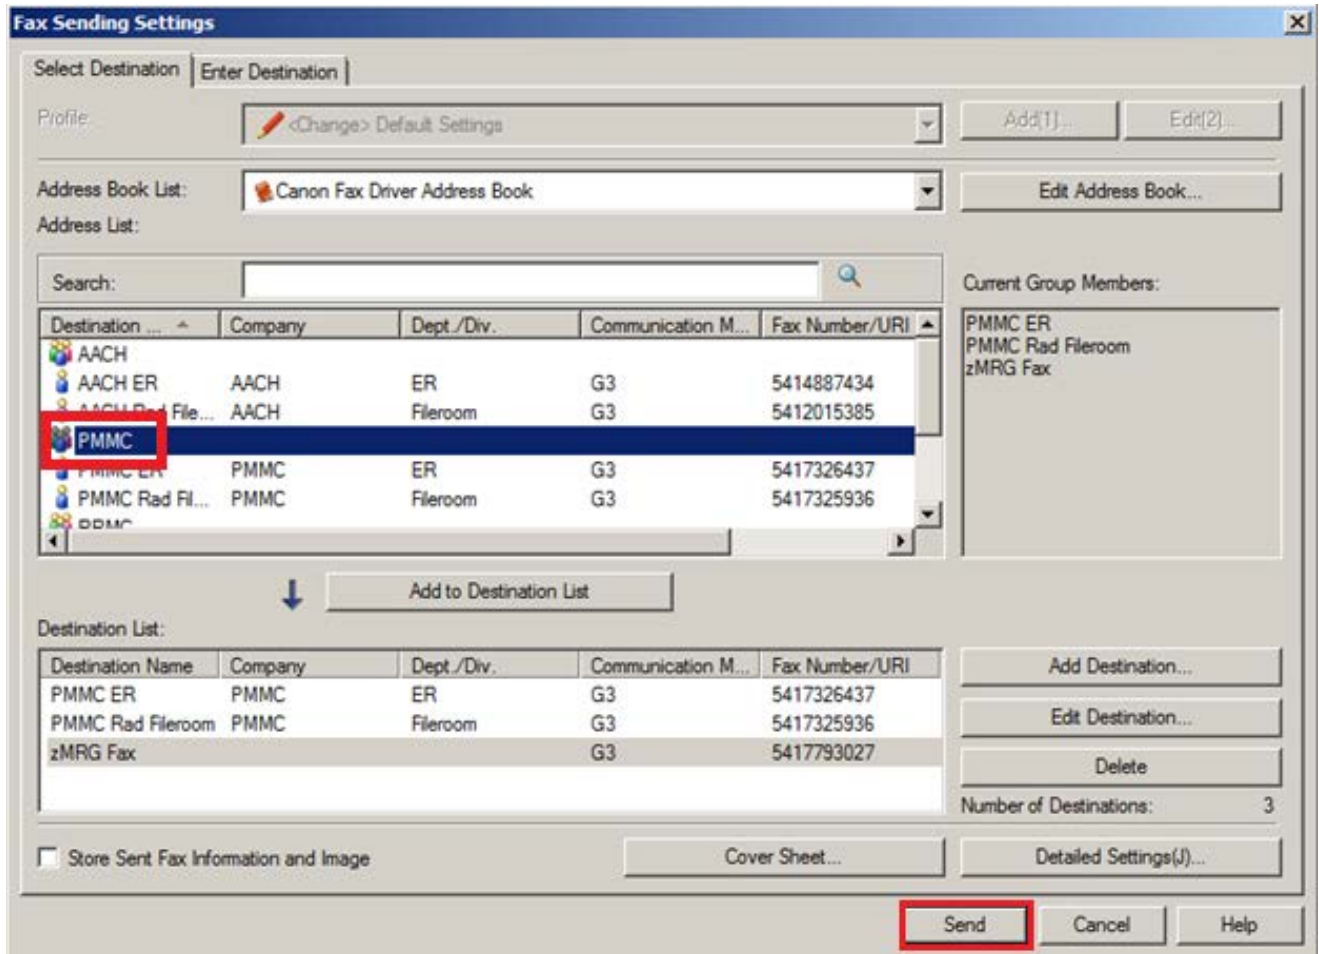 Fax Sending Settings
Select Destination Enter Destination
Profile: <Change> Default Settings Add(1)... Edit(2)...
Address Book List: Canon Fax Driver Address Book Edit Address Book...
Address List:
Search: Current Group Members:
Destination ... Company Dept./Div. Communication M... Fax Number/URI
AACH
AACH ER AACH ER G3 5414887434
AACH Rad File... AACH Fileroom G3 5412015385
PMMC
PMMC ER PMMC ER G3 5417326437
PMMC Rad Fil... PMMC Fileroom G3 5417325936
RRMC
PMMC ER
PMMC Rad Fileroom
zMRG Fax
Add to Destination List
Destination List:
Destination Name Company Dept./Div. Communication M... Fax Number/URI
PMMC ER PMMC ER G3 5417326437
PMMC Rad Fileroom PMMC Fileroom G3 5417325936
zMRG Fax G3 5417793027
Add Destination...
Edit Destination...
Delete
Number of Destinations: 3
Store Sent Fax Information and Image Cover Sheet... Detailed Settings(J)...
Send Cancel Help